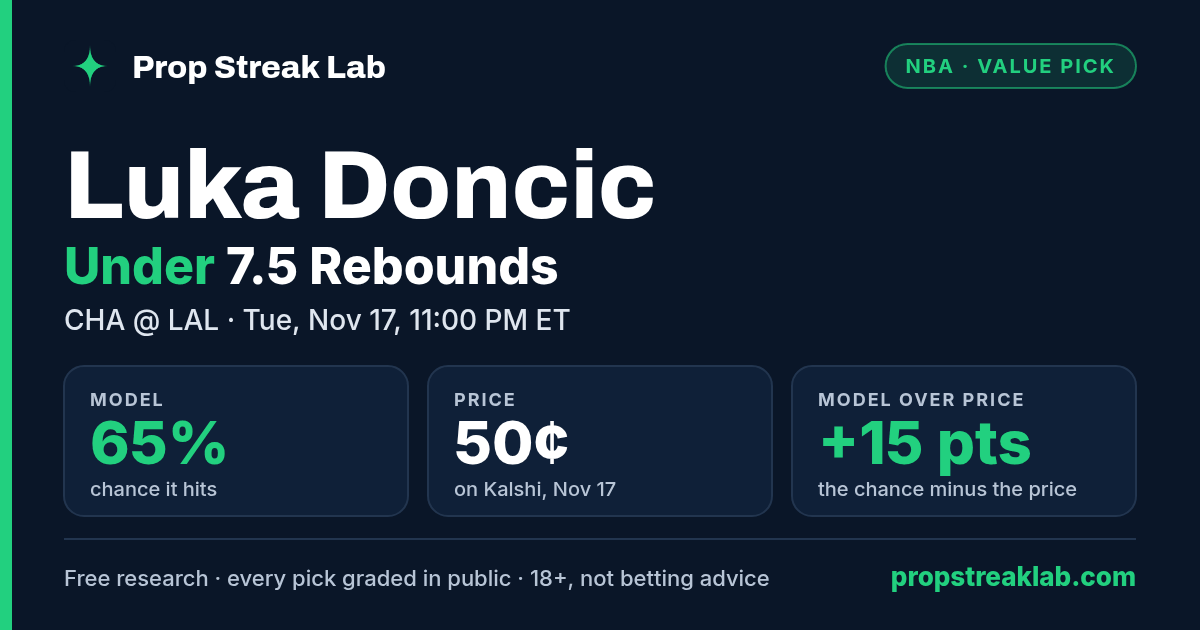 Prop Streak Lab
NBA · VALUE PICK
Luka Doncic
Under 7.5 Rebounds
CHA @ LAL · Tue, Nov 17, 11:00 PM ET
MODEL
65%
chance it hits
PRICE
50¢
on Kalshi, Nov 17
MODEL OVER PRICE
+15 pts
the chance minus the price
Free research · every pick graded in public · 18+, not betting advice
propstreaklab.com